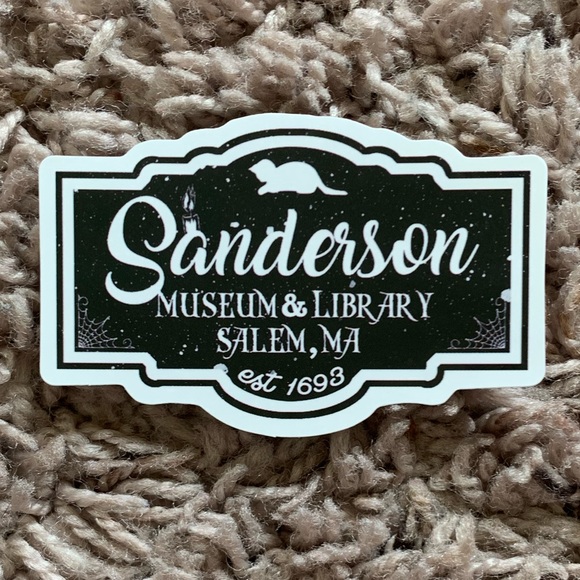 Sanderson
MUSEUM & LIBRARY
SALEM, MA
est 1693